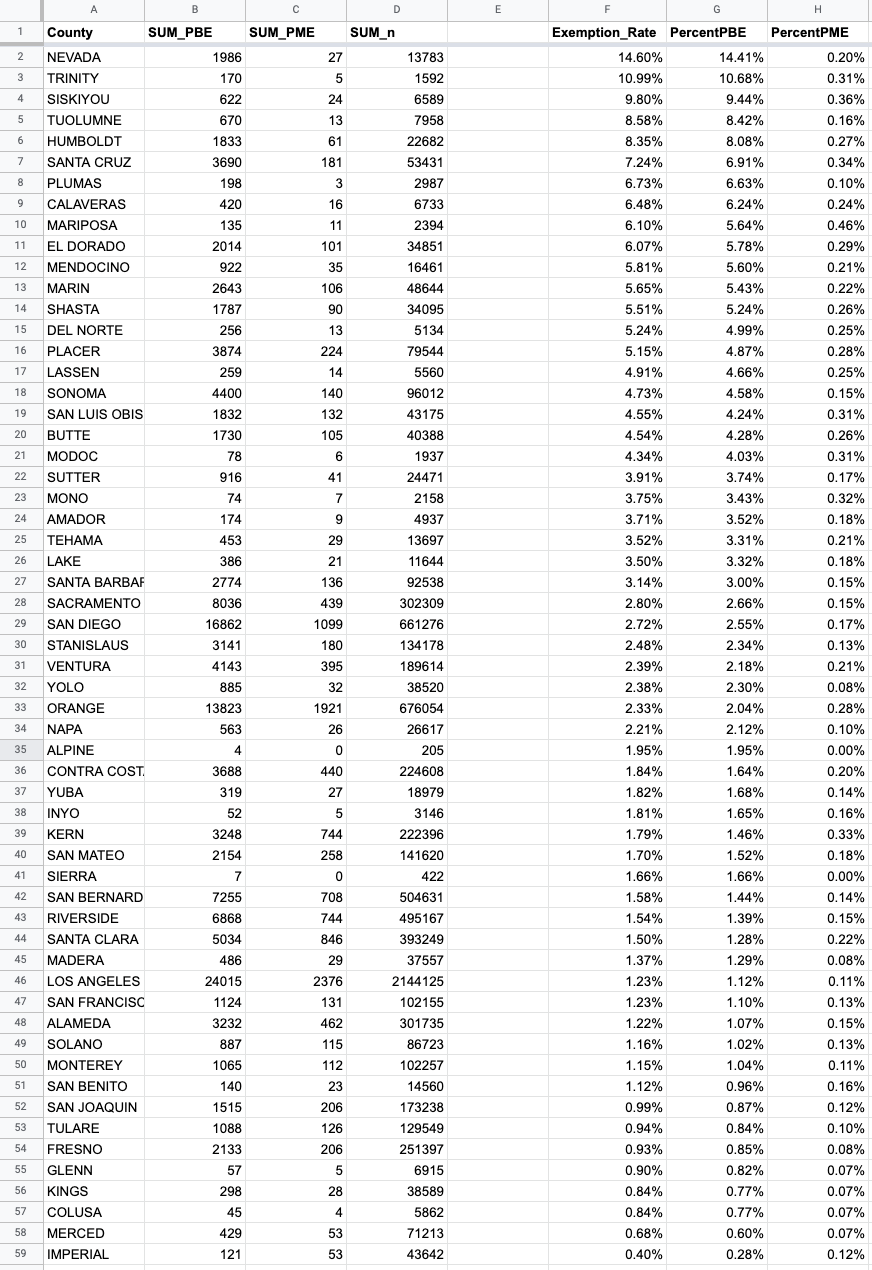 A B C D E F G H
1 County SUM_PBE SUM_PME SUM_n Exemption_Rate PercentPBE PercentPME
2 NEVADA 1986 27 13783 14.60% 14.41% 0.20%
3 TRINITY 170 5 1592 10.99% 10.68% 0.31%
4 SISKIYOU 622 24 6589 9.80% 9.44% 0.36%
5 TUOLUMNE 670 13 7958 8.58% 8.42% 0.16%
6 HUMBOLDT 1833 61 22682 8.35% 8.08% 0.27%
7 SANTA CRUZ 3690 181 53431 7.24% 6.91% 0.34%
8 PLUMAS 198 3 2987 6.73% 6.63% 0.10%
9 CALAVERAS 420 16 6733 6.48% 6.24% 0.24%
10 MARIPOSA 135 11 2394 6.10% 5.64% 0.46%
11 EL DORADO 2014 101 34851 6.07% 5.78% 0.29%
12 MENDOCINO 922 35 16461 5.81% 5.60% 0.21%
13 MARIN 2643 106 48644 5.65% 5.43% 0.22%
14 SHASTA 1787 90 34095 5.51% 5.24% 0.26%
15 DEL NORTE 256 13 5134 5.24% 4.99% 0.25%
16 PLACER 3874 224 79544 5.15% 4.87% 0.28%
17 LASSEN 259 14 5560 4.91% 4.66% 0.25%
18 SONOMA 4400 140 96012 4.73% 4.58% 0.15%
19 SAN LUIS OBIS 1832 132 43175 4.55% 4.24% 0.31%
20 BUTTE 1730 105 40388 4.54% 4.28% 0.26%
21 MODOC 78 6 1937 4.34% 4.03% 0.31%
22 SUTTER 916 41 24471 3.91% 3.74% 0.17%
23 MONO 74 7 2158 3.75% 3.43% 0.32%
24 AMADOR 174 9 4937 3.71% 3.52% 0.18%
25 TEHAMA 453 29 13697 3.52% 3.31% 0.21%
26 LAKE 386 21 11644 3.50% 3.32% 0.18%
27 SANTA BARBAR 2774 136 92538 3.14% 3.00% 0.15%
28 SACRAMENTO 8036 439 302309 2.80% 2.66% 0.15%
29 SAN DIEGO 16862 1099 661276 2.72% 2.55% 0.17%
30 STANISLAUS 3141 180 134178 2.48% 2.34% 0.13%
31 VENTURA 4143 395 189614 2.39% 2.18% 0.21%
32 YOLO 885 32 38520 2.38% 2.30% 0.08%
33 ORANGE 13823 1921 676054 2.33% 2.04% 0.28%
34 NAPA 563 26 26617 2.21% 2.12% 0.10%
35 ALPINE 4 0 205 1.95% 1.95% 0.00%
36 CONTRA COST 3688 440 224608 1.84% 1.64% 0.20%
37 YUBA 319 27 18979 1.82% 1.68% 0.14%
38 INYO 52 5 3146 1.81% 1.65% 0.16%
39 KERN 3248 744 222396 1.79% 1.46% 0.33%
40 SAN MATEO 2154 258 141620 1.70% 1.52% 0.18%
41 SIERRA 7 0 422 1.66% 1.66% 0.00%
42 SAN BERNARD 7255 708 504631 1.58% 1.44% 0.14%
43 RIVERSIDE 6868 744 495167 1.54% 1.39% 0.15%
44 SANTA CLARA 5034 846 393249 1.50% 1.28% 0.22%
45 MADERA 486 29 37557 1.37% 1.29% 0.08%
46 LOS ANGELES 24015 2376 2144125 1.23% 1.12% 0.11%
47 SAN FRANCISC 1124 131 102155 1.23% 1.10% 0.13%
48 ALAMEDA 3232 462 301735 1.22% 1.07% 0.15%
49 SOLANO 887 115 86723 1.16% 1.02% 0.13%
50 MONTEREY 1065 112 102257 1.15% 1.04% 0.11%
51 SAN BENITO 140 23 14560 1.12% 0.96% 0.16%
52 SAN JOAQUIN 1515 206 173238 0.99% 0.87% 0.12%
53 TULARE 1088 126 129549 0.94% 0.84% 0.10%
54 FRESNO 2133 206 251397 0.93% 0.85% 0.08%
55 GLENN 57 5 6915 0.90% 0.82% 0.07%
56 KINGS 298 28 38589 0.84% 0.77% 0.07%
57 COLUSA 45 4 5862 0.84% 0.77% 0.07%
58 MERCED 429 53 71213 0.68% 0.60% 0.07%
59 IMPERIAL 121 53 43642 0.40% 0.28% 0.12%